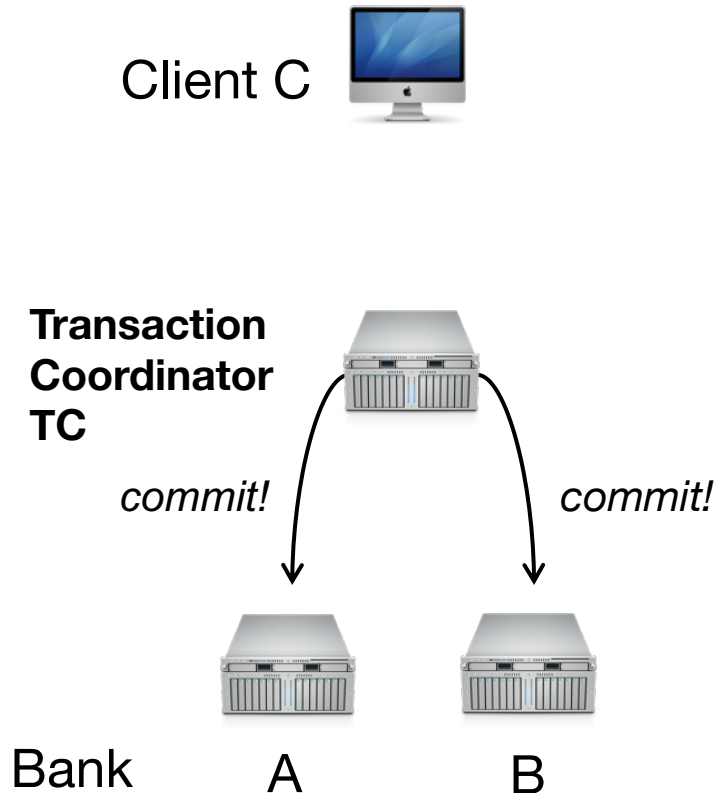 Client C
Transaction
Coordinator
TC
commit! commit!
Bank A B